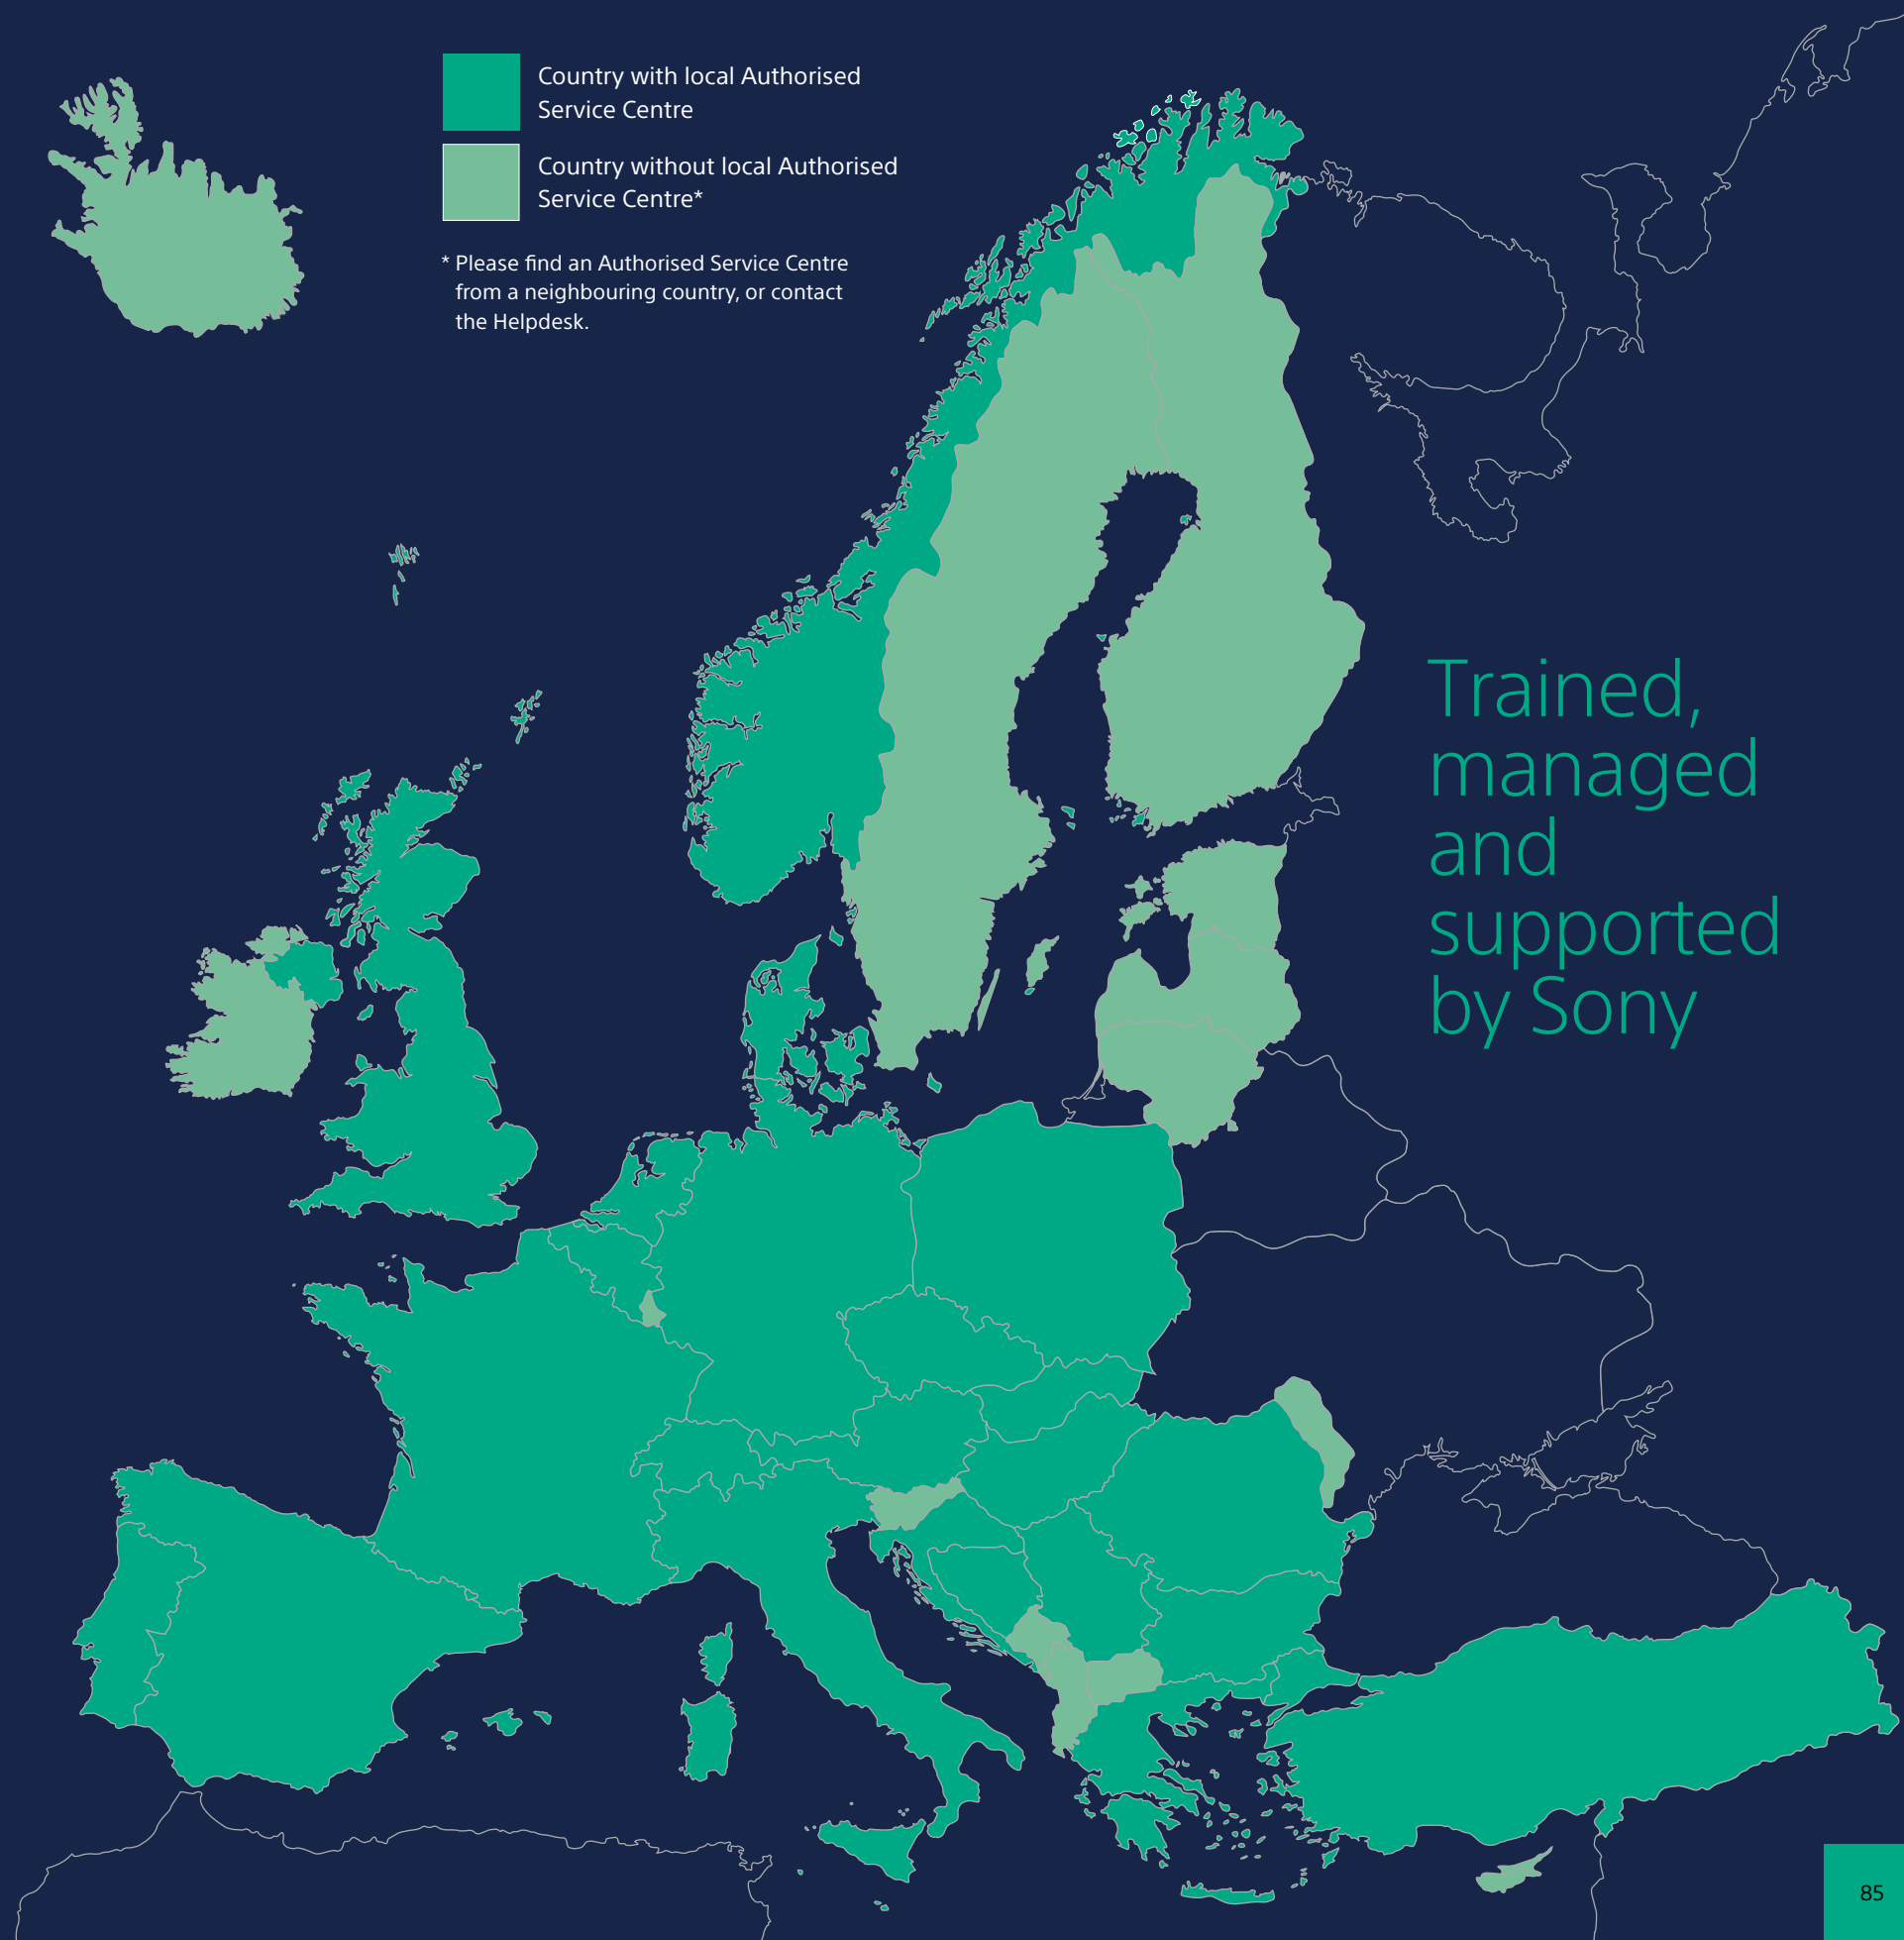 Country with local Authorised
Service Centre
Country without local Authorised
Service Centre*
* Please find an Authorised Service Centre
from a neighbouring country, or contact
the Helpdesk.
Trained,
managed
and
supported
by Sony
85